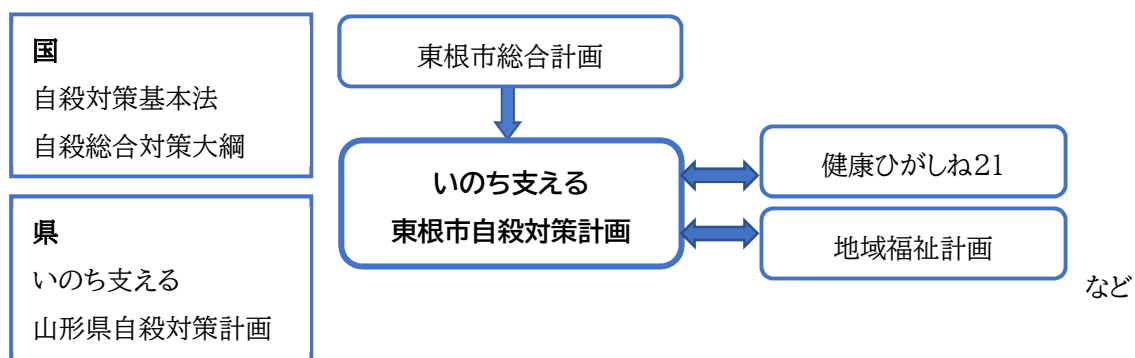 国
自殺対策基本法
自殺総合対策大綱
県
いのち支える
山形県自殺対策計画
東根市総合計画
いのち支える
東根市自殺対策計画
健康ひがしね21
地域福祉計画
など